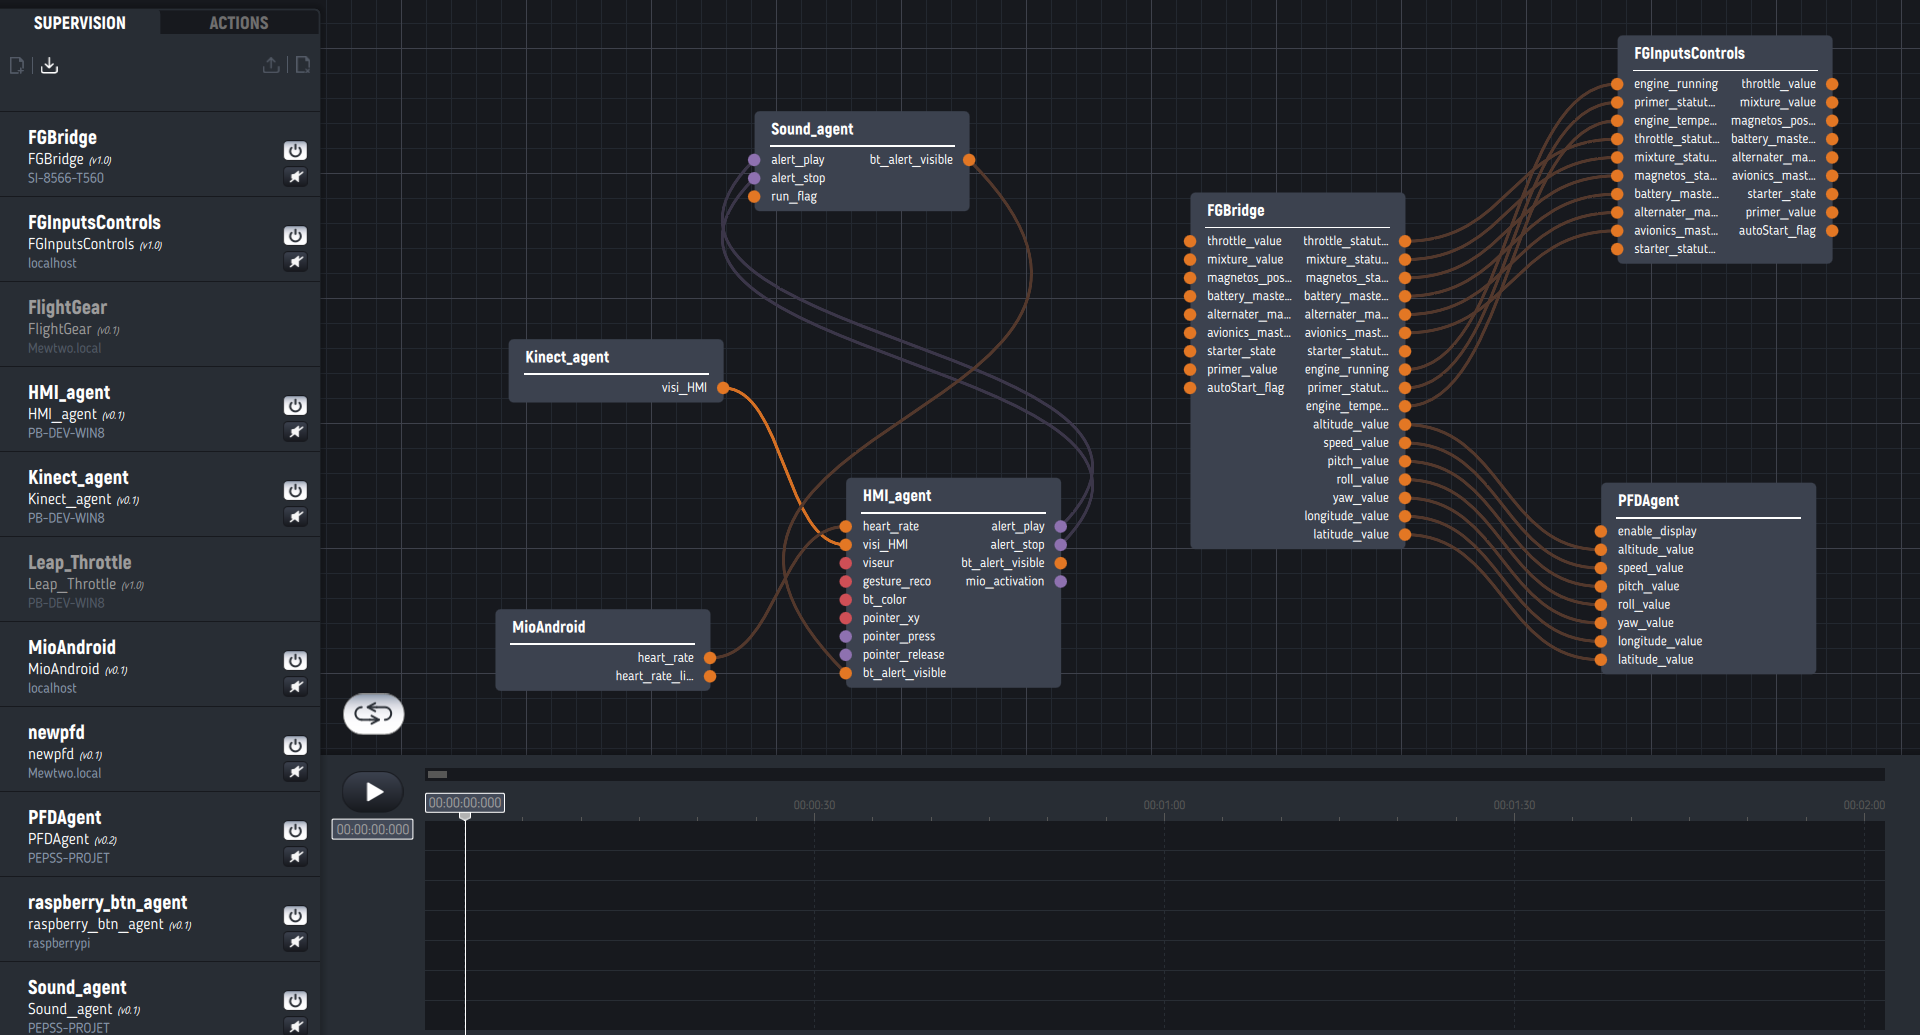 SUPERVISION
ACTIONS
FGBridge
FGBridge (v1.0)
SI-8566-T560
FGInputsControls
FGInputsControls (v1.0)
localhost
FlightGear
FlightGear (v0.1)
Mewtwo.local
HMI_agent
HMI_agent (v0.1)
PB-DEV-WIN8
Kinect_agent
Kinect_agent (v0.1)
PB-DEV-WIN8
Leap_Throttle
Leap_Throttle (v1.0)
PB-DEV-WIN8
MioAndroid
MioAndroid (v0.1)
localhost
newpfd
newpfd (v0.1)
Mewtwo.local
PFDAgent
PFDAgent (v0.2)
PEPSS-PROJET
raspberry_btn_agent
raspberry_btn_agent (v0.1)
raspberrypi
Sound_agent
Sound_agent (v0.1)
PEPSS-PROJET
Sound_agent
alert_play bt_alert_visible
alert_stop
run_flag
Kinect_agent
visi_HMI
MioAndroid
heart_rate
heart_rate_li...
HMI_agent
heart_rate alert_play
visi_HMI alert_stop
viseur bt_alert_visible
gesture_reco mio_activation
bt_color
pointer_xy
pointer_press
pointer_release
bt_alert_visible
FGBridge
throttle_value throttle_statut...
mixture_value mixture_statu...
magnetos_pos... magnetos_sta...
battery_maste... battery_maste...
alternater_ma... alternater_ma...
avionics_mast... avionics_mast...
starter_state starter_statut...
primer_value engine_running
autoStart_flag primer_statut...
engine_tempe...
altitude_value
speed_value
pitch_value
roll_value
yaw_value
longitude_value
latitude_value
FGInputsControls
engine_running throttle_value
primer_statut... mixture_value
engine_tempe... magnetos_pos...
throttle_statut... battery_maste...
mixture_statu... alternater_ma...
magnetos_sta... avionics_mast...
battery_maste... starter_state
alternater_ma... primer_value
avionics_mast... autoStart_flag
starter_statut...
PFDAgent
enable_display
altitude_value
speed_value
pitch_value
roll_value
yaw_value
longitude_value
latitude_value
00:00:00:000
00:00:30
00:01:00
00:01:30
00:02:00
00:00:00:000